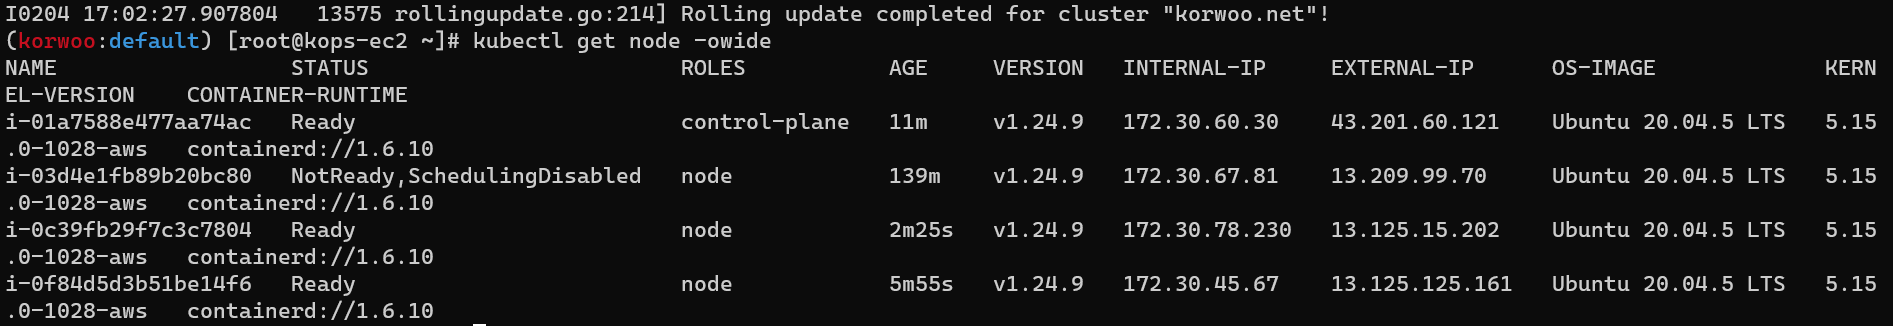 I0204 17:02:27.907804   13575 rollingupdate.go:214] Rolling update completed for cluster "korwoo.net"!
(korwoo:default) [root@kops-ec2 ~]# kubectl get node -owide
NAME                  STATUS                        ROLES           AGE     VERSION   INTERNAL-IP     EXTERNAL-IP      OS-IMAGE             KERN
EL-VERSION    CONTAINER-RUNTIME
i-01a7588e477aa74ac   Ready                         control-plane   11m     v1.24.9   172.30.60.30    43.201.60.121    Ubuntu 20.04.5 LTS   5.15
.0-1028-aws   containerd://1.6.10
i-03d4e1fb89b20bc80   NotReady,SchedulingDisabled   node            139m    v1.24.9   172.30.67.81    13.209.99.70     Ubuntu 20.04.5 LTS   5.15
.0-1028-aws   containerd://1.6.10
i-0c39fb29f7c3c7804   Ready                         node            2m25s   v1.24.9   172.30.78.230   13.125.15.202    Ubuntu 20.04.5 LTS   5.15
.0-1028-aws   containerd://1.6.10
i-0f84d5d3b51be14f6   Ready                         node            5m55s   v1.24.9   172.30.45.67    13.125.125.161   Ubuntu 20.04.5 LTS   5.15
.0-1028-aws   containerd://1.6.10